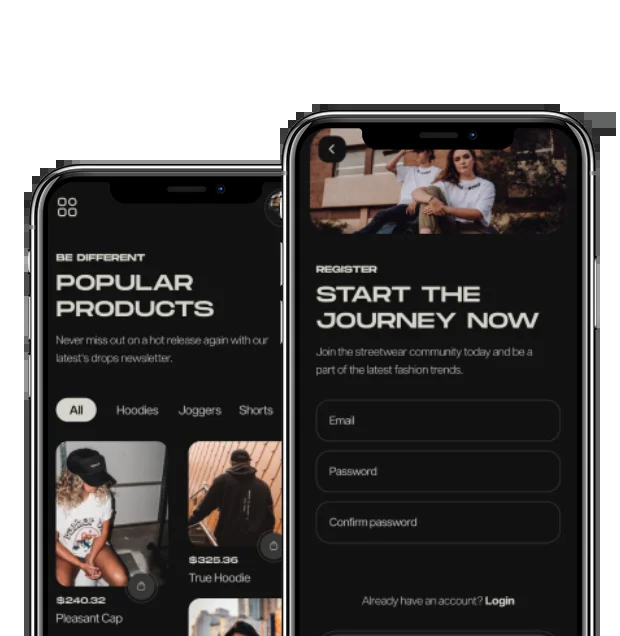 BE DIFFERENT
POPULAR
PRODUCTS
Never miss out on a hot release again with our
latest's drops newsletter.
All Hoodies Joggers Shorts
$240.32
Pleasant Cap
$325.36
True Hoodie
REGISTER
START THE
JOURNEY NOW
Join the streetwear community today and be a
part of the latest fashion trends.
Email
Password
Confirm password
Already have an account? Login